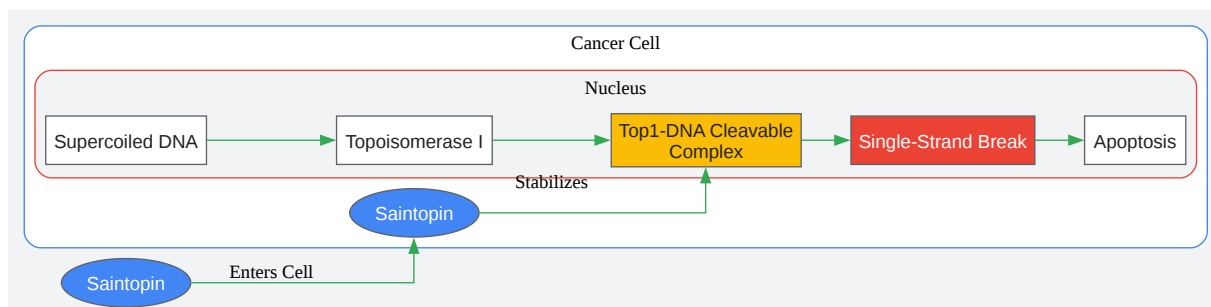 Cancer Cell
Nucleus
Supercoiled DNA
Topoisomerase I
Top1-DNA Cleavable
Complex
Single-Strand Break
Apoptosis
Stabilizes
Saintopin
Enters Cell
Saintopin